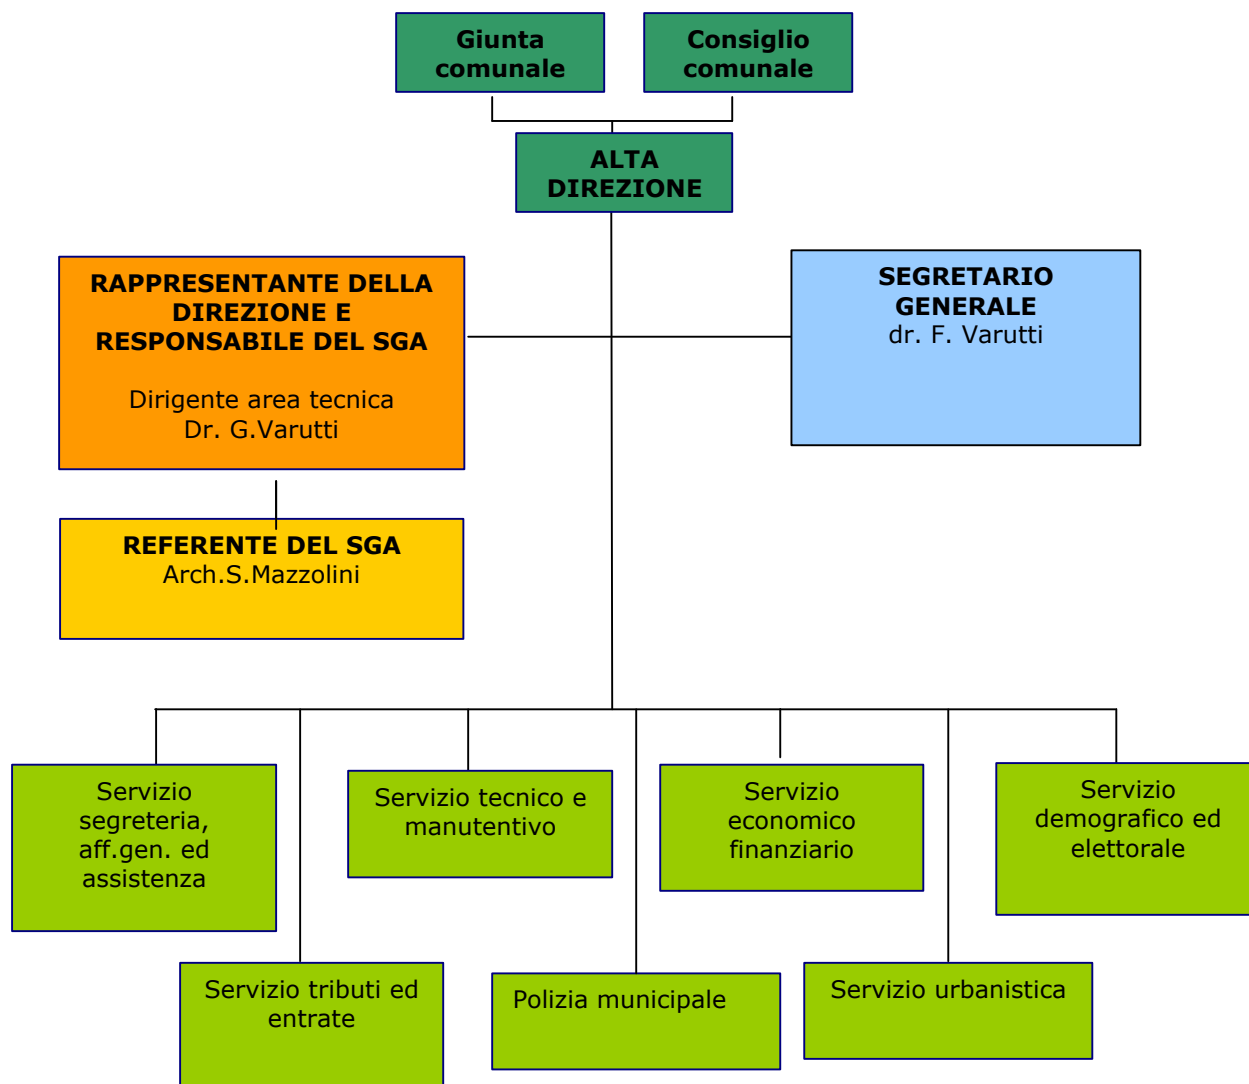 Giunta
comunale
Consiglio
comunale
ALTA
DIREZIONE
RAPPRESENTANTE DELLA
DIREZIONE E
RESPONSABILE DEL SGA
Dirigente area tecnica
Dr. G.Varutti
SEGRETARIO
GENERALE
dr. F. Varutti
REFERENTE DEL SGA
Arch.S.Mazzolini
Servizio
segreteria,
aff.gen. ed
assistenza
Servizio tecnico e
manutentivo
Servizio
economico
finanziario
Servizio
demografico ed
elettorale
Servizio tributi ed
entrate
Polizia municipale
Servizio urbanistica